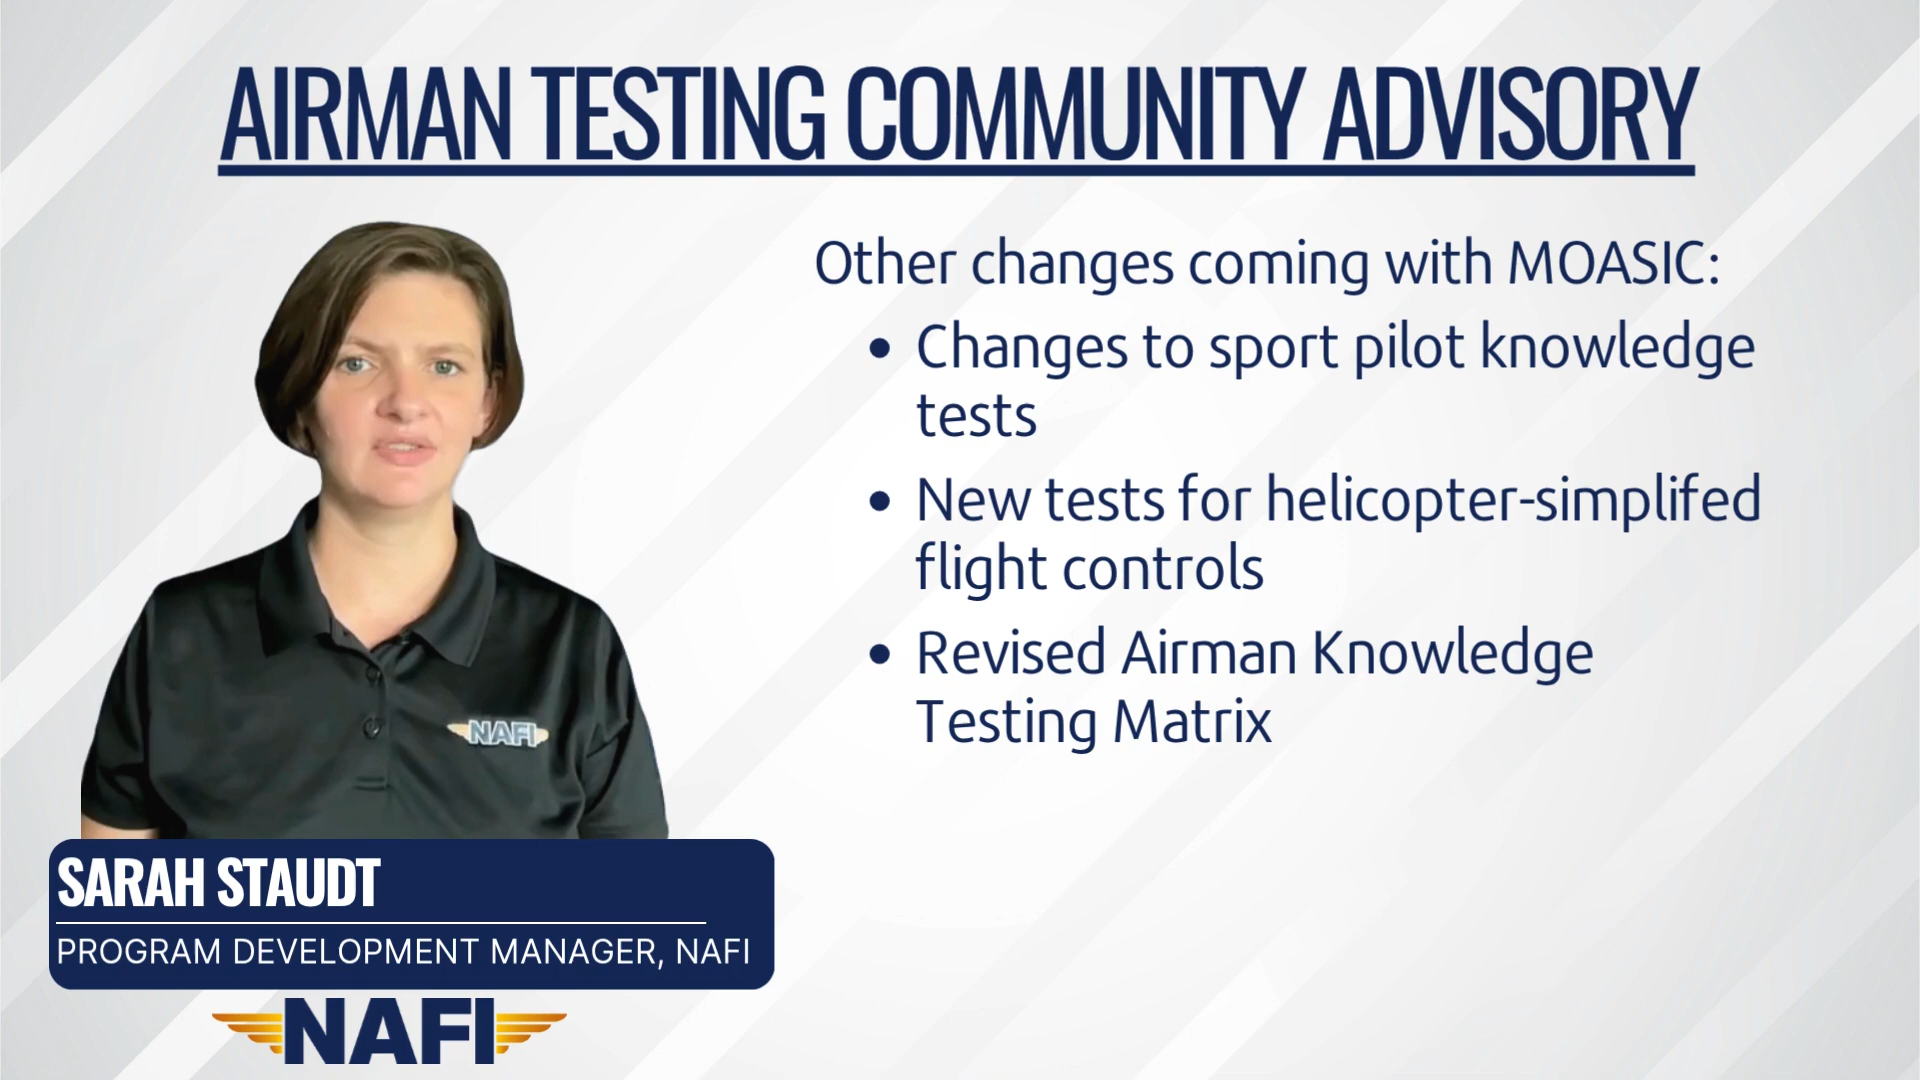 AIRMAN TESTING COMMUNITY ADVISORY
Other changes coming with MOASIC:
• Changes to sport pilot knowledge
tests
• New tests for helicopter-simplifed
flight controls
• Revised Airman Knowledge
Testing Matrix
NAFI
SARAH STAUDT
PROGRAM DEVELOPMENT MANAGER, NAFI
NAFI